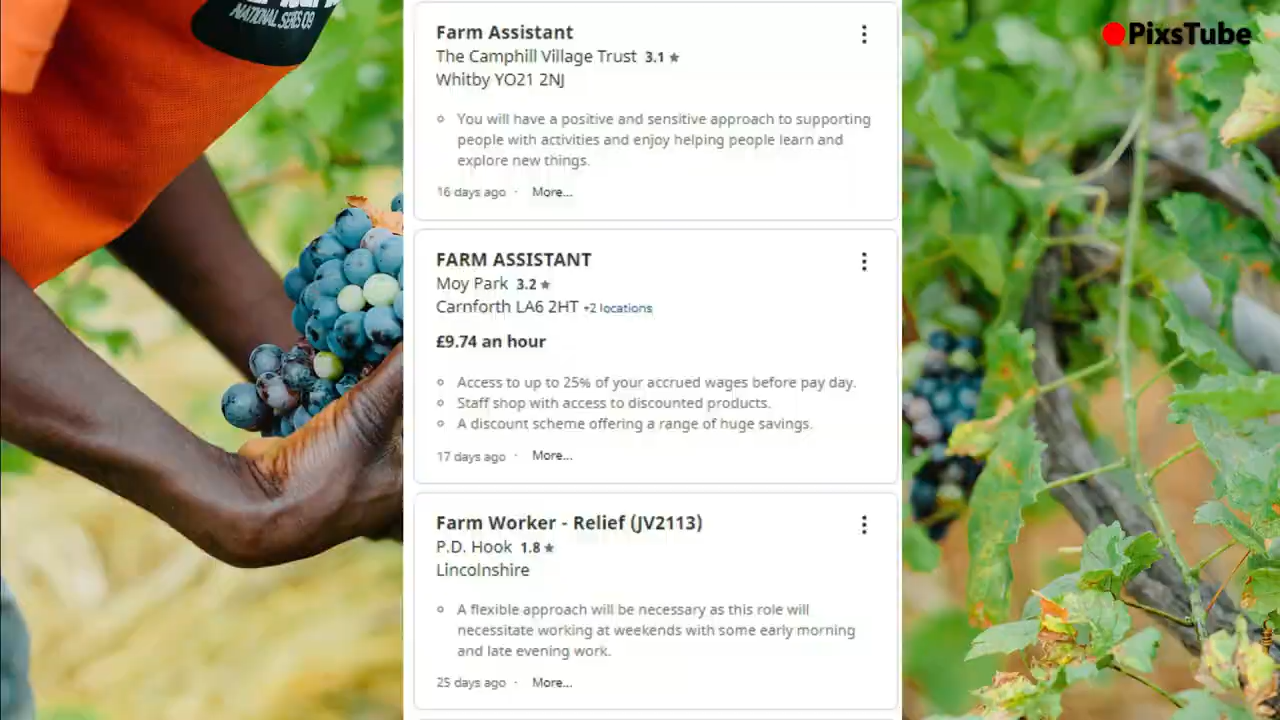 NATIONAL SERIES 09
PixsTube
Farm Assistant
The Camphill Village Trust 3.1 ★
Whitby YO21 2NJ
You will have a positive and sensitive approach to supporting
people with activities and enjoy helping people learn and
explore new things.
16 days ago · More...
FARM ASSISTANT
Moy Park 3.2 ★
Carnforth LA6 2HT +2 locations
£9.74 an hour
Access to up to 25% of your accrued wages before pay day.
Staff shop with access to discounted products.
A discount scheme offering a range of huge savings.
17 days ago · More...
Farm Worker - Relief (JV2113)
P.D. Hook 1.8 ★
Lincolnshire
A flexible approach will be necessary as this role will
necessitate working at weekends with some early morning
and late evening work.
25 days ago · More...